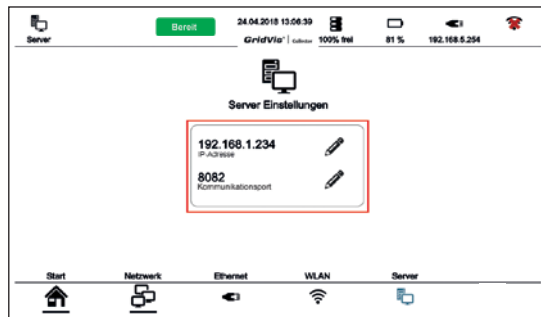 Server
Bereit
24.04.2018 13:06:39
GridVis® | Collector
100% frei
81 %
192.168.5.254
Server Einstellungen
192.168.1.234
IP-Adresse
8082
Kommunikationsport
Start
Netzwerk
Ethernet
WLAN
Server